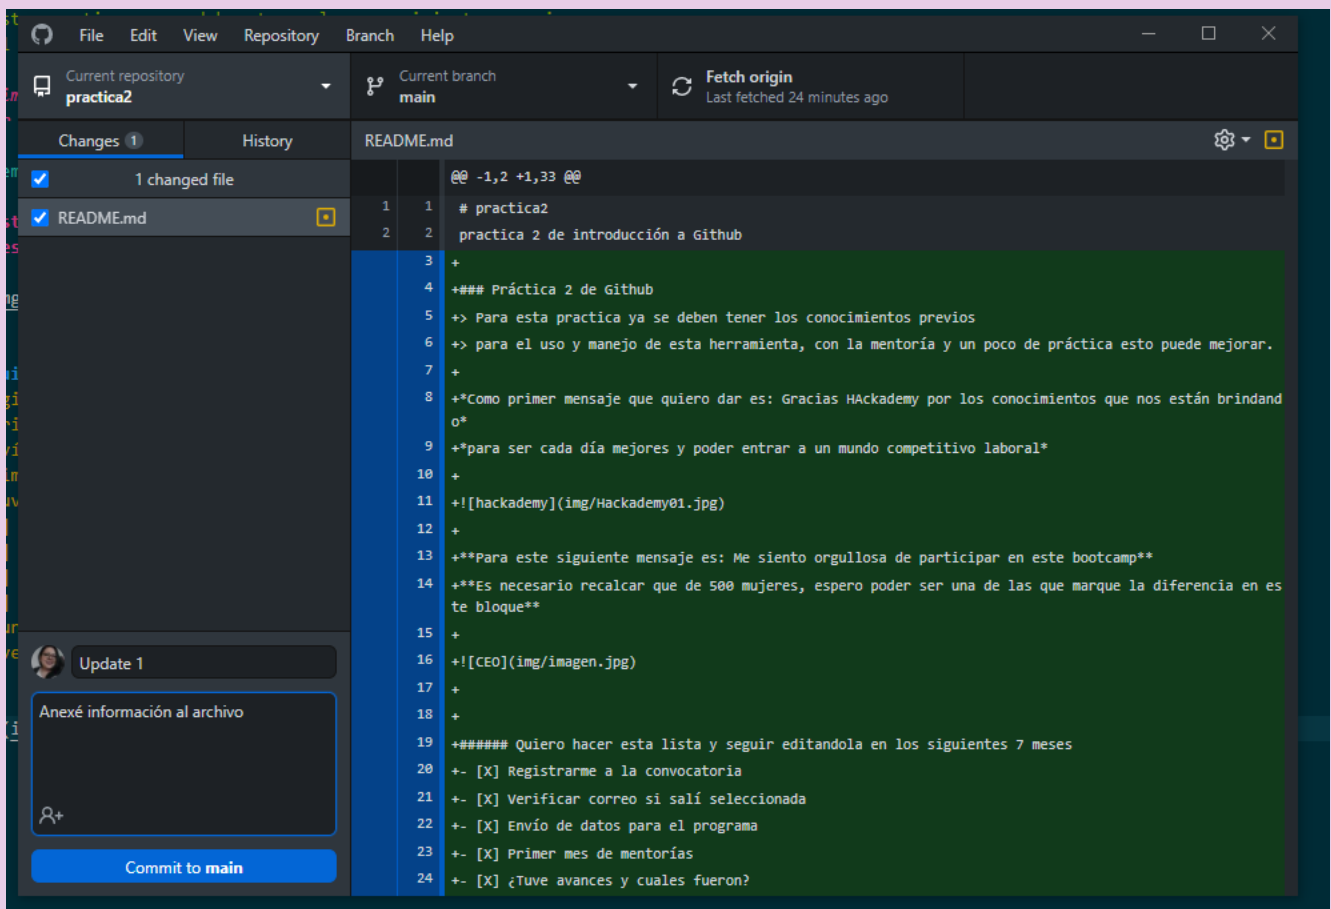 File Edit View Repository Branch Help
Current repository
practica2
Current branch
main
Fetch origin
Last fetched 24 minutes ago
Changes 1
History
README.md
1 changed file
README.md
@@ -1,2 +1,33 @@
1 1 # practica2
2 2 practica 2 de introducción a Github
3 +
4 +### Práctica 2 de Github
5 +> Para esta practica ya se deben tener los conocimientos previos
6 +> para el uso y manejo de esta herramienta, con la mentoría y un poco de práctica esto puede mejorar.
7 +
8 +*Como primer mensaje que quiero dar es: Gracias HAckademy por los conocimientos que nos están brindand
o*
9 +*para ser cada día mejores y poder entrar a un mundo competitivo laboral*
10 +
11 +![hackademy](img/Hackademy01.jpg)
12 +
13 +**Para este siguiente mensaje es: Me siento orgullosa de participar en este bootcamp**
14 +**Es necesario recalcar que de 500 mujeres, espero poder ser una de las que marque la diferencia en es
te bloque**
15 +
16 +![CEO](img/imagen.jpg)
17 +
18 +
19 +###### Quiero hacer esta lista y seguir editandola en los siguientes 7 meses
20 +- [X] Registrarme a la convocatoria
21 +- [X] Verificar correo si salí seleccionada
22 +- [X] Envío de datos para el programa
23 +- [X] Primer mes de mentorías
24 +- [X] ¿Tuve avances y cuales fueron?
Update 1
Anexé información al archivo
Commit to main